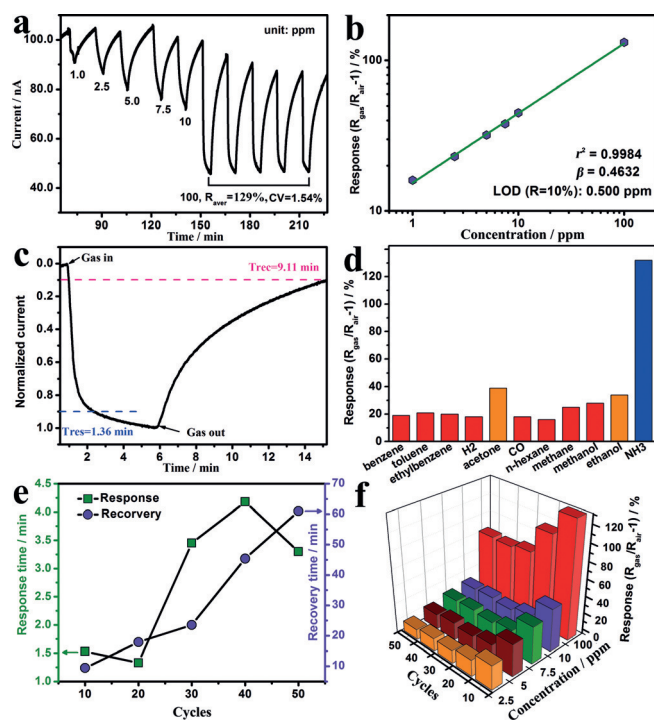 a
unit: ppm
100.0
80.0
60.0
40.0
Current / nA
1.0
2.5
5.0
7.5
10
100, Raver=129%, CV=1.54%
70 91 112 133 154 175 196 217
Time / min
b
100
10
Response (Rgas/Rair-1) / %
r² = 0.9984
β = 0.4632
LOD (R=10%): 0.500 ppm
1 10 100
Concentration / ppm
c
0.0
0.2
0.4
0.6
0.8
1.0
Normalized current
Gas in
Trec=9.11 min
Tres=1.36 min
Gas out
2 4 6 8 10 12 14
Time / min
d
120
100
80
60
40
20
0
Response (Rgas/Rair-1) / %
benzene
toluene
ethylbenzene
H2
acetone
CO
n-hexane
methane
methanol
ethanol
NH3
e
Response
Recorvery
4.5
4.0
3.5
3.0
2.5
2.0
1.5
1.0
Response time / min
70
60
50
40
30
20
10
Recovery time / min
10 20 30 40 50
Cycles
f
120
100
80
60
40
20
0
Response (Rgas/Rair-1) / %
50
40
30
20
10
Cycles
2.5
5
7.5
10
100
Concentration / ppm